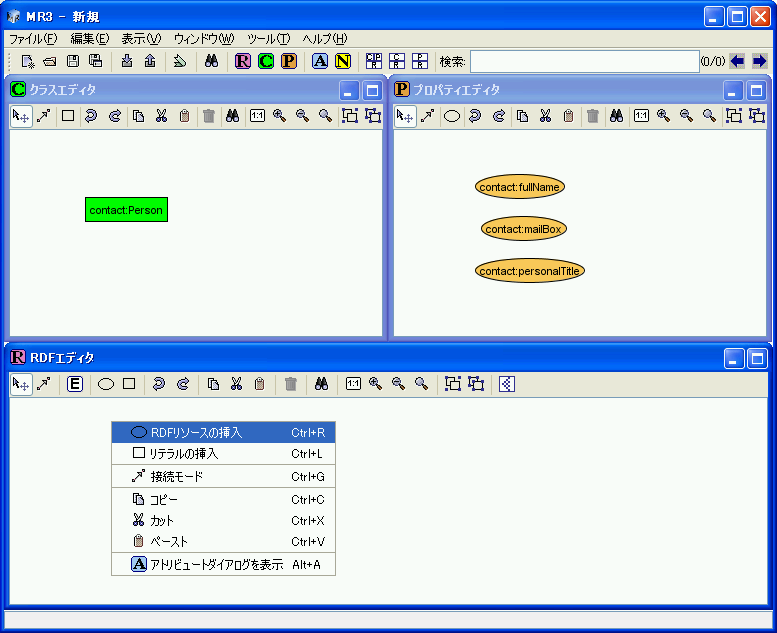 MR3 - 新規
ファイル(F) 編集(E) 表示(V) ウィンドウ(W) ツール(T) ヘルプ(H)
R C P A N C/P R C R P R 検索: (0/0)
C クラスエディタ
1:1
contact:Person
P プロパティエディタ
1:1
contact:fullName
contact:mailBox
contact:personalTitle
R RDFエディタ
E 1:1
RDFリソースの挿入 Ctrl+R
リテラルの挿入 Ctrl+L
接続モード Ctrl+G
コピー Ctrl+C
カット Ctrl+X
ペースト Ctrl+V
A アトリビュートダイアログを表示 Alt+A